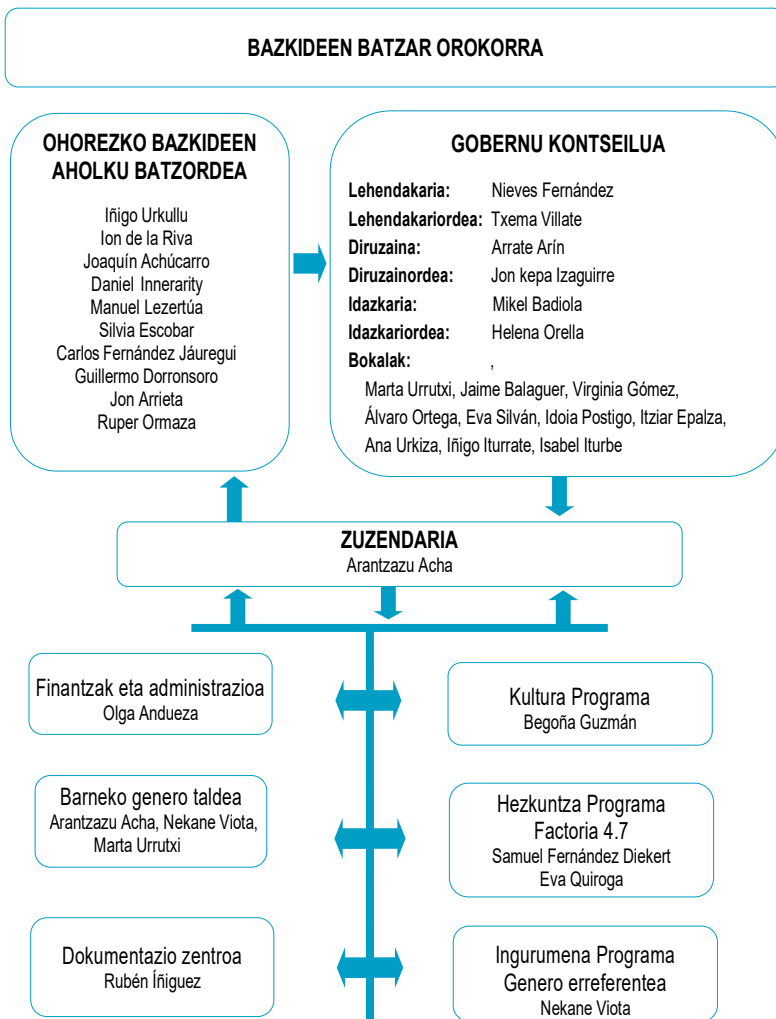 BAZKIDEEN BATZAR OROKORRA
OHOREZKO BAZKIDEEN
AHOLKU BATZORDEA
Iñigo Urkullu
Ion de la Riva
Joaquín Achúcarro
Daniel Innerarity
Manuel Lezertúa
Silvia Escobar
Carlos Fernández Jáuregui
Guillermo Dorronsoro
Jon Arrieta
Ruper Ormaza
GOBERNU KONTSEILUA
Lehendakaria: Nieves Fernández
Lehendakariordea: Txema Villate
Diruzaina: Arrate Arín
Diruzainordea: Jon kepa Izaguirre
Idazkaria: Mikel Badiola
Idazkariordea: Helena Orella
Bokalak: ,
Marta Urrutxi, Jaime Balaguer, Virginia Gómez,
Álvaro Ortega, Eva Silván, Idoia Postigo, Itziar Epalza,
Ana Urkiza, Iñigo Iturrate, Isabel Iturbe
ZUZENDARIA
Arantzazu Acha
Finantzak eta administrazioa
Olga Andueza
Kultura Programa
Begoña Guzmán
Barneko genero taldea
Arantzazu Acha, Nekane Viota,
Marta Urrutxi
Hezkuntza Programa
Factoria 4.7
Samuel Fernández Diekert
Eva Quiroga
Dokumentazio zentroa
Rubén Íñiguez
Ingurumena Programa
Genero erreferentea
Nekane Viota